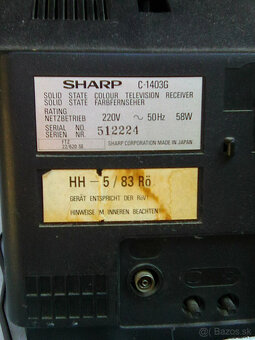 SHARP C-1403G
SOLID STATE COLOUR TELEVISION RECEIVER
SOLID STATE FARBFERNSEHER
RATING
NETZBETRIEB 220V ~ 50Hz 58W
SERIAL NO.
SERIEN NR. 512224
FTZ SHARP CORPORATION MADE IN JAPAN
HH - 5 / 83 Rö.
GERÄT ENTSPRICHT DER RöV!
HINWEISE IM INNEREN BEACHTEN!
bazos.sk